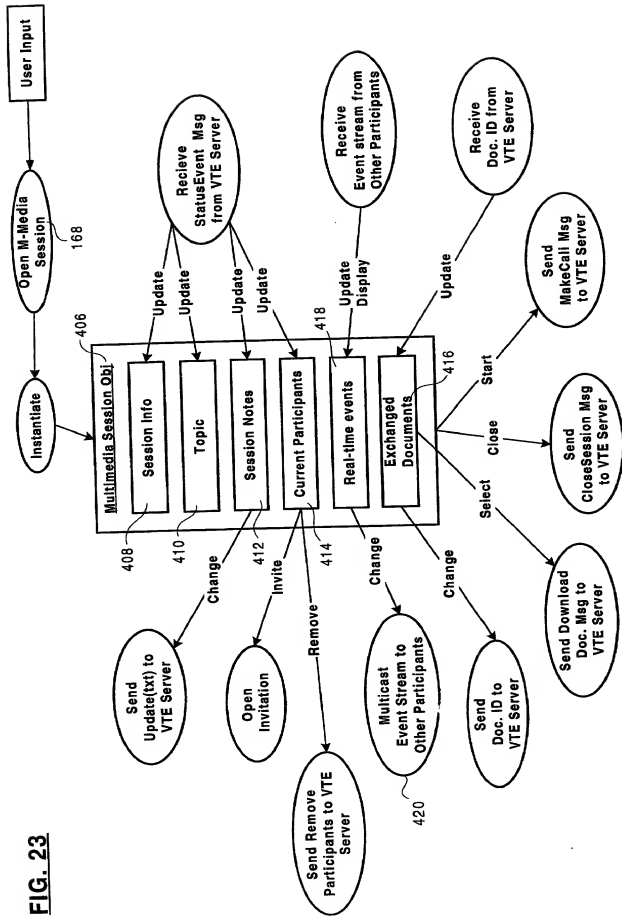 FIG. 23
User Input
Open M-Media
Session
168
Instantiate
Multimedia Session Obj
406
Session Info
408
Topic
410
Session Notes
412
Current Participants
414
Real-time events
418
Exchanged
Documents
416
Recieve
StatusEvent Msg
from VTE Server
Update
Update
Update
Update
Receive
Event stream from
Other Participants
Update
Display
Receive
Doc. ID from
VTE Server
Update
Change
Send
Update(txt) to
VTE Server
Invite
Open
Invitation
Remove
Send Remove
Participants to VTE
Server
Change
Multicast
Event Stream to
Other Participants
420
Change
Send
Doc. ID to
VTE Server
Select
Send Download
Doc. Msg to
VTE Server
Close
Send
CloseSession Msg
to VTE Server
Start
Send
MakeCall Msg
to VTE Server